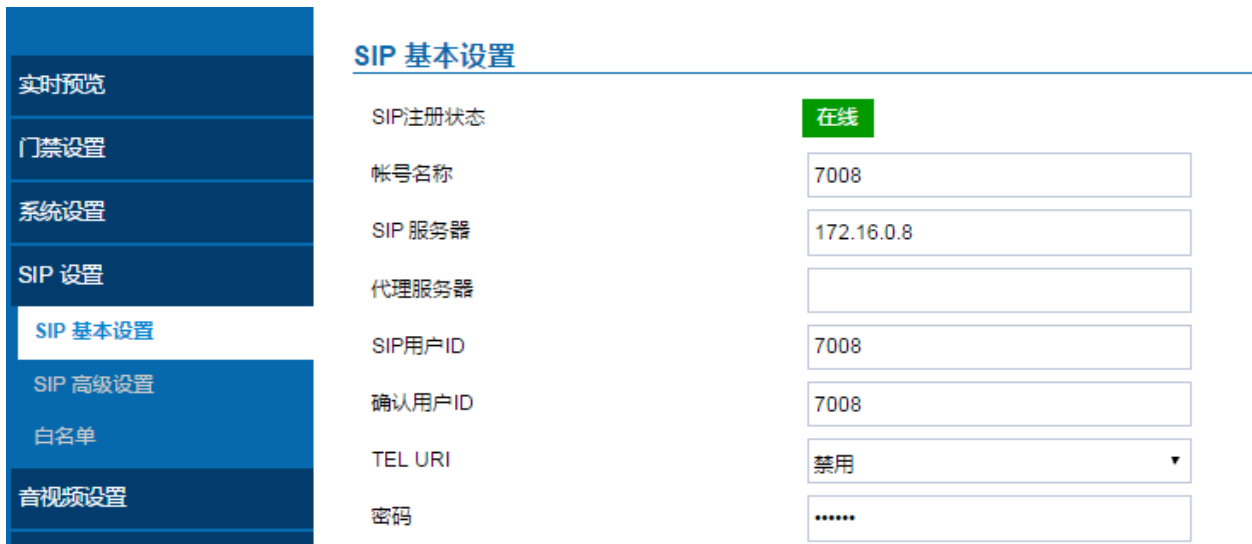 实时预览
门禁设置
系统设置
SIP 设置
SIP 基本设置
SIP 高级设置
白名单
音视频设置
SIP 基本设置
SIP注册状态 在线
帐号名称 7008
SIP 服务器 172.16.0.8
代理服务器
SIP用户ID 7008
确认用户ID 7008
TEL URI 禁用
密码 ••••••